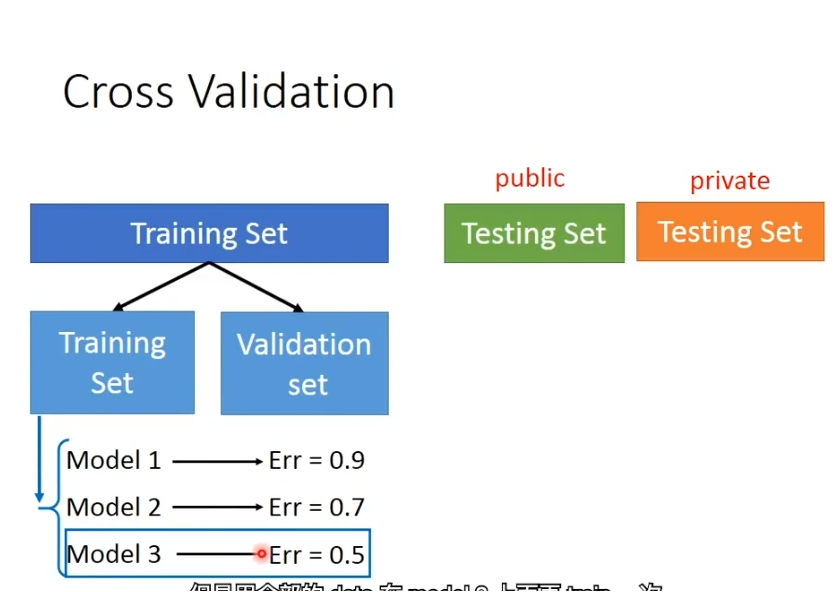 Cross Validation
public
private
Training Set
Testing Set
Testing Set
Training
Set
Validation
set
Model 1
Err = 0.9
Model 2
Err = 0.7
Model 3
Err = 0.5